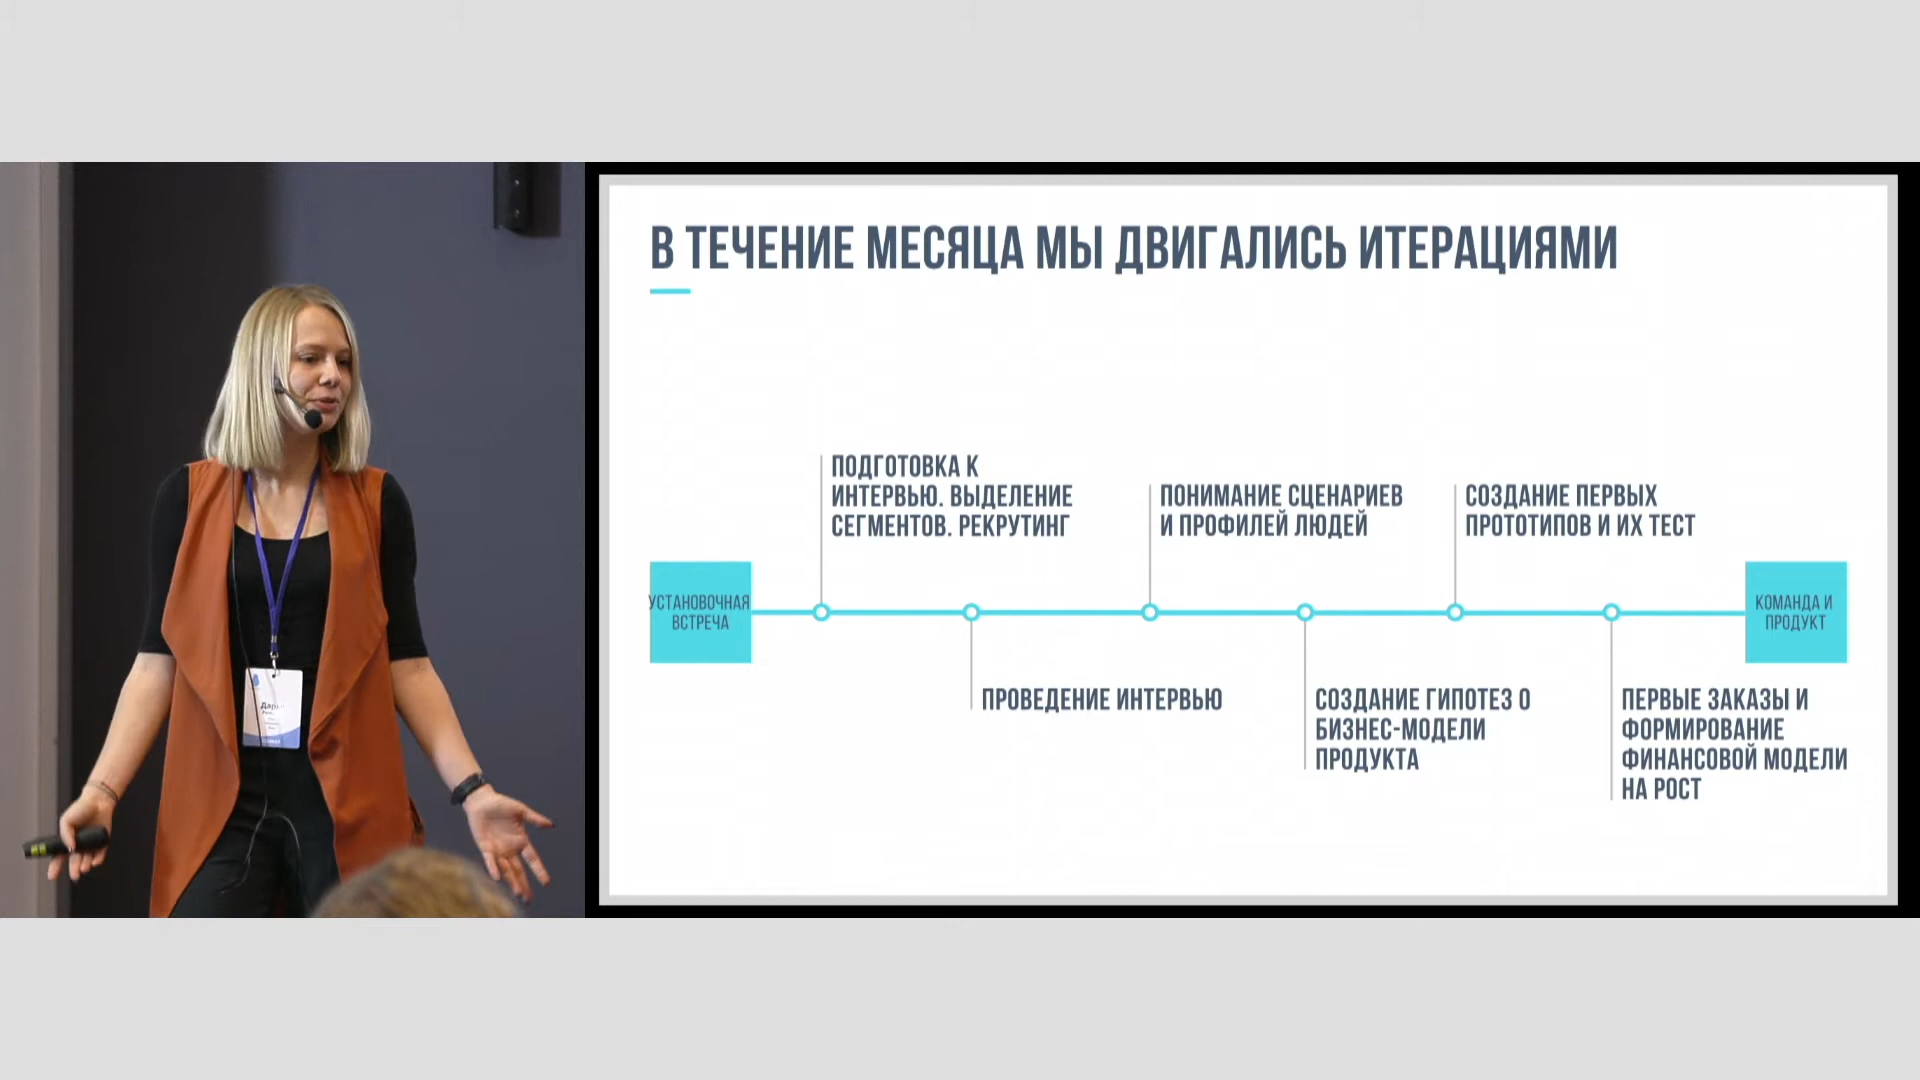 В ТЕЧЕНИЕ МЕСЯЦА МЫ ДВИГАЛИСЬ ИТЕРАЦИЯМИ
ПОДГОТОВКА К
ИНТЕРВЬЮ. ВЫДЕЛЕНИЕ
СЕГМЕНТОВ. РЕКРУТИНГ
ПОНИМАНИЕ СЦЕНАРИЕВ
И ПРОФИЛЕЙ ЛЮДЕЙ
СОЗДАНИЕ ПЕРВЫХ
ПРОТОТИПОВ И ИХ ТЕСТ
УСТАНОВОЧНАЯ
ВСТРЕЧА
КОМАНДА И
ПРОДУКТ
ПРОВЕДЕНИЕ ИНТЕРВЬЮ
СОЗДАНИЕ ГИПОТЕЗ О
БИЗНЕС-МОДЕЛИ
ПРОДУКТА
ПЕРВЫЕ ЗАКАЗЫ И
ФОРМИРОВАНИЕ
ФИНАНСОВОЙ МОДЕЛИ
НА РОСТ